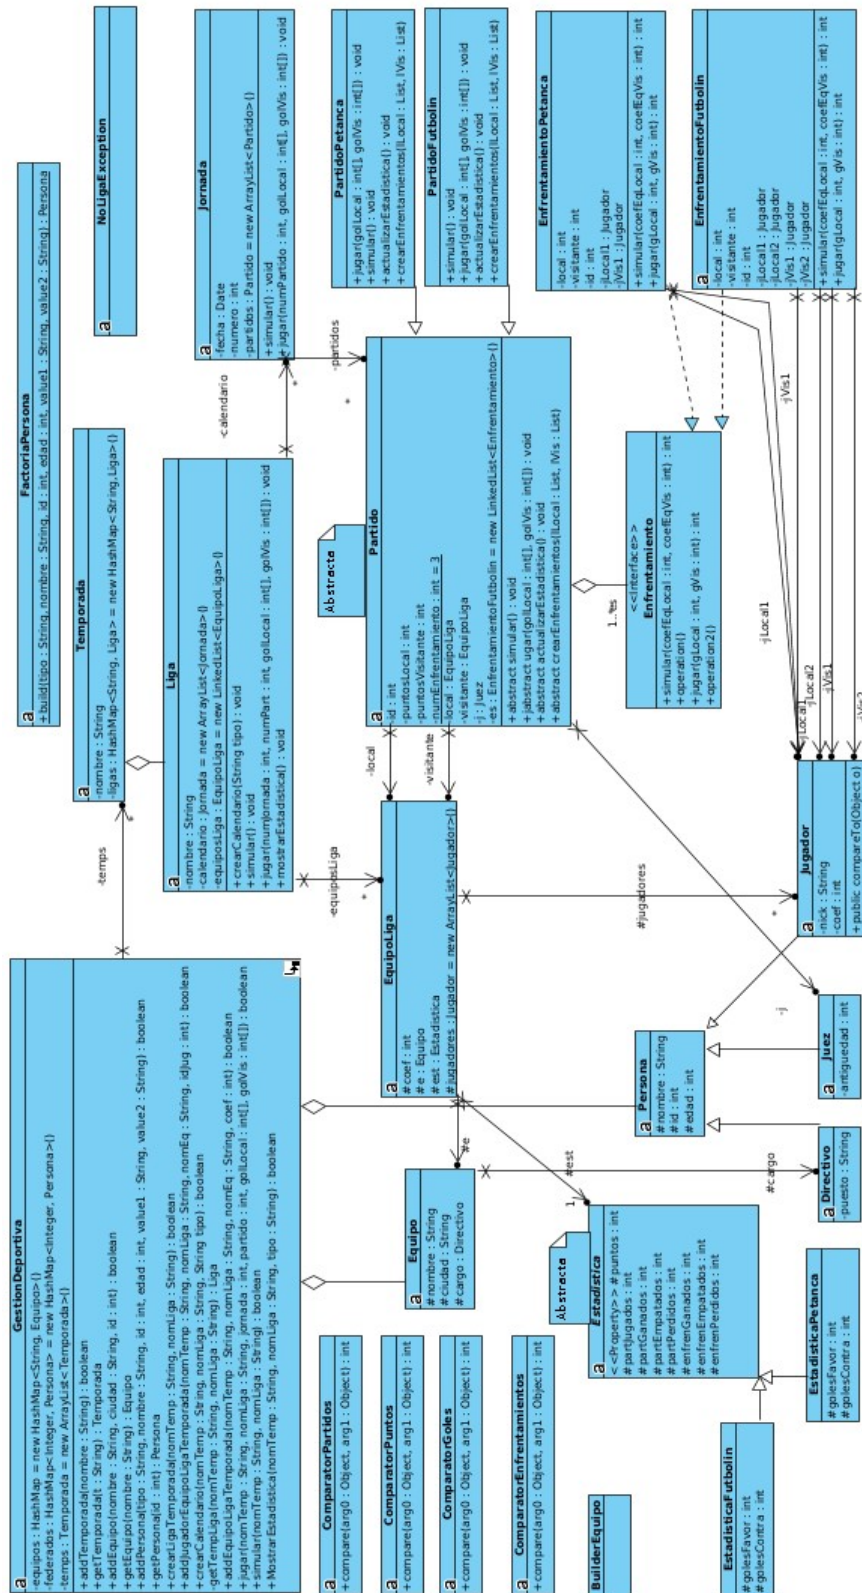 GestionDeportiva
-equipos : HashMap = new HashMap<String, Equipo>()
-federados : HashMap<Integer, Persona> = new HashMap<Integer, Persona>()
-temps : Temporada = new ArrayList<Temporada>()
+addTemporada(nombre : String) : boolean
+getTemporada(t : String) : Temporada
+addEquipo(nombre : String, ciudad : String, id : int) : boolean
+getEquipo(nombre : String) : Equipo
+addPersona(tipo : String, nombre : String, id : int, edad : int, value1 : String, value2 : String) : boolean
+getPersona(id : int) : Persona
+crearLigaTemporada(nomTemp : String, nomLiga : String) : boolean
+addJugadorEquipoLigaTemporada(nomTemp : String, nomLiga : String, nomEq : String, idJug : int) : boolean
+crearCalendario(nomTemp : String, nomLiga : String, String tipo) : boolean
-getTempLiga(nomTemp : String, nomLiga : String) : Liga
+addEquipoLigaTemporada(nomTemp : String, nomLiga : String, nomEq : String, coef : int) : boolean
+jugar(nomTemp : String, nomLiga : String, jornada : int, partido : int, golLocal : int[], golVis : int[]) : boolean
+simular(nomTemp : String, nomLiga : String) : boolean
+MostrarEstadistica(nomTemp : String, nomLiga : String, tipo : String) : boolean
-temps
*
Temporada
-nombre : String
-ligas : HashMap<String, Liga> = new HashMap<String,Liga>()
FactoriaPersona
+build(tipo : String, nombre : String, id : int, edad : int, value1 : String, value2 : String) : Persona
NoLigaException
Liga
-nombre : String
-calendario : Jornada = new ArrayList<Jornada>()
-equiposLiga : EquipoLiga = new LinkedList<EquipoLiga>()
+crearCalendario(String tipo) : void
+simular() : void
+jugar(numJornada : int, numPart : int, golLocal : int[], golVis : int[]) : void
+mostrarEstadistica() : void
-calendario
*
Jornada
-fecha : Date
-numero : int
-partidos : Partido = new ArrayList<Partido>()
+simular() : void
+jugar(numPartido : int, golLocal : int[], golVis : int[]) : void
-equiposLiga
*
-partidos
*
ComparatorPartidos
+compare(arg0 : Object, arg1 : Object) : int
ComparatorPuntos
+compare(arg0 : Object, arg1 : Object) : int
ComparatorGoles
+compare(arg0 : Object, arg1 : Object) : int
ComparatorEnfrentamientos
+compare(arg0 : Object, arg1 : Object) : int
BuilderEquipo
Equipo
#nombre : String
#ciudad : String
#cargo : Directivo
#e
EquipoLiga
#coef : int
#e : Equipo
#est : Estadistica
#jugadores : Jugador = new ArrayList<Jugador>()
-local
-visitante
Abstracta
Partido
-id : int
-puntosLocal : int
-puntosVisitante : int
-numEnfrentamiento : int = 3
-local : EquipoLiga
-visitante : EquipoLiga
-j : Juez
-es : EnfrentamientoFutbolin = new LinkedList<Enfrentamiento>()
+abstract simular() : void
+jabstract ugar(golLocal : int[], golVis : int[]) : void
+abstract actualizarEstadistica() : void
+abstract crearEnfrentamientos(lLocal : List, lVis : List)
PartidoPetanca
+jugar(golLocal : int[], golVis : int[]) : void
+simular() : void
+actualizarEstadistica() : void
+crearEnfrentamientos(lLocal : List, lVis : List)
PartidoFutbolin
+simular() : void
+jugar(golLocal : int[], golVis : int[]) : void
+actualizarEstadistica() : void
+crearEnfrentamientos(lLocal : List, lVis : List)
Abstracta
Estadistica
<<Property>> #puntos : int
#partJugados : int
#partGanados : int
#partEmpatados : int
#partPerdidos : int
#enfrenGanados : int
#enfrenEmpatados : int
#enfrenPerdidos : int
1
#est
#cargo
#jugadores
*
Persona
#nombre : String
#id : int
#edad : int
<<Interface>>
Enfrentamiento
+simular(coefEqLocal : int, coefEqVis : int) : int
+operation()
+jugar(gLocal : int, gVis : int) : int
+operation2()
EnfrentamientoPetanca
-local : int
-visitante : int
-id : int
-jLocal1 : Jugador
-jVis1 : Jugador
+simular(coefEqLocal : int, coefEqVis : int) : int
+jugar(gLocal : int, gVis : int) : int
EnfrentamientoFutbolin
-local : int
-visitante : int
-id : int
-jLocal1 : Jugador
-jLocal2 : Jugador
-jVis1 : Jugador
-jVis2 : Jugador
+simular(coefEqLocal : int, coefEqVis : int) : int
+jugar(gLocal : int, gVis : int) : int
-jLocal1
-jVis1
-jLocal1
-jLocal2
-jVis1
-jVis2
EstadisticaFutbolin
#golesFavor : int
#golesContra : int
EstadisticaPetanca
#golesFavor : int
#golesContra : int
Directivo
-puesto : String
Juez
-antiguedad : int
-j
Jugador
-nick : String
-coef : int
+public compareTo(Object o)